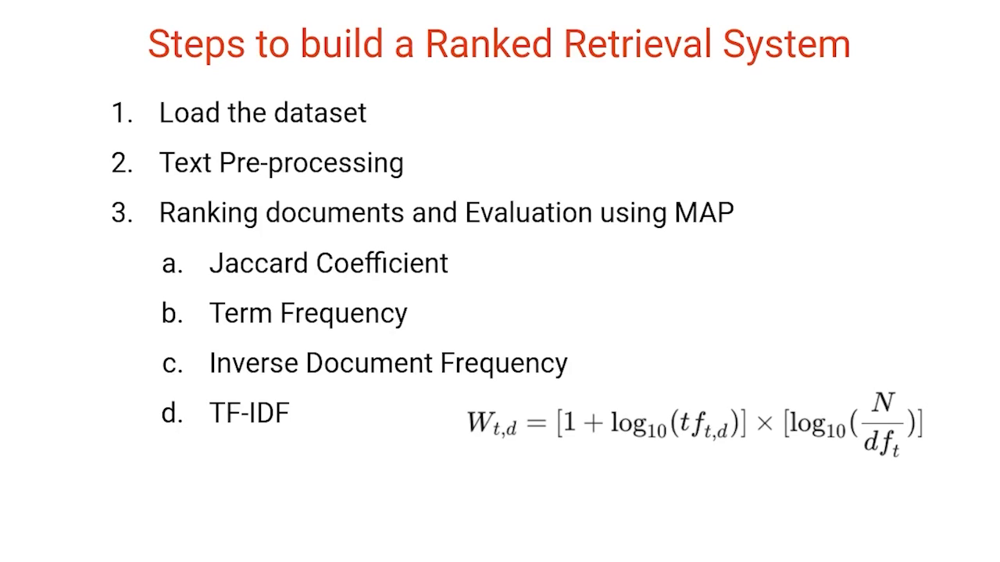 Steps to build a Ranked Retrieval System
1. Load the dataset
2. Text Pre-processing
3. Ranking documents and Evaluation using MAP
a. Jaccard Coefficient
b. Term Frequency
c. Inverse Document Frequency
d. TF-IDF
W_{t,d} = [1 + log_{10}(tf_{t,d})] × [log_{10}(\frac{N}{df_t})]